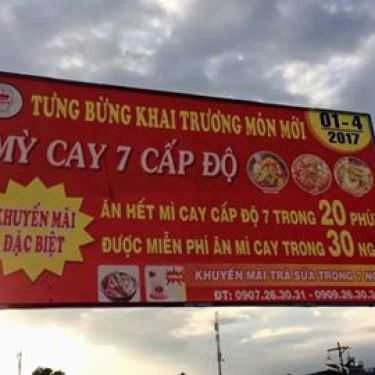 TƯNG BỪNG KHAI TRƯƠNG MÓN MỚI
01-4
2017
MỲ CAY 7 CẤP ĐỘ
KHUYẾN MÃI
ĐẶC BIỆT
ĂN HẾT MÌ CAY CẤP ĐỘ 7 TRONG 20 PHÚ
ĐƯỢC MIỄN PHÍ ĂN MÌ CAY TRONG 30 NG
KHUYẾN MÃI TRÀ SỮA TRONG 7 NG
ĐT: 0907.26.30.31 - 0909.26.30.3